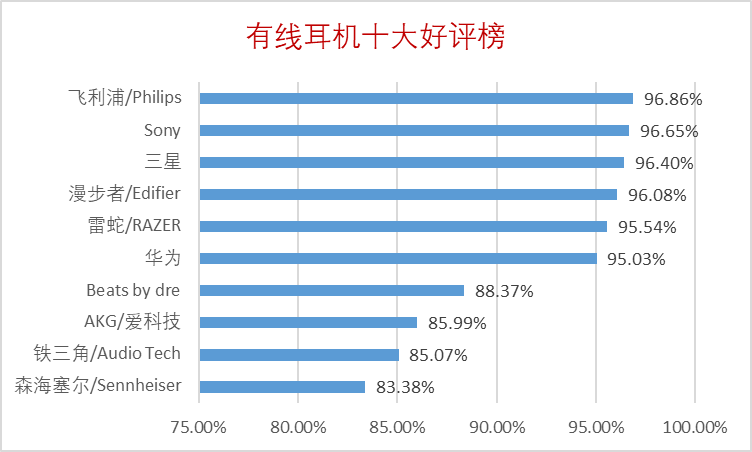 有线耳机十大好评榜
飞利浦/Philips 96.86%
Sony 96.65%
三星 96.40%
漫步者/Edifier 96.08%
雷蛇/RAZER 95.54%
华为 95.03%
Beats by dre 88.37%
AKG/爱科技 85.99%
铁三角/Audio Tech 85.07%
森海塞尔/Sennheiser 83.38%
75.00% 80.00% 85.00% 90.00% 95.00% 100.00%